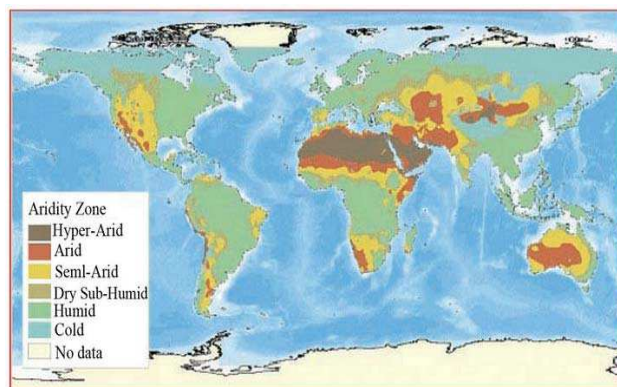 Aridity Zone
Hyper-Arid
Arid
Seml-Arid
Dry Sub-Humid
Humid
Cold
No data